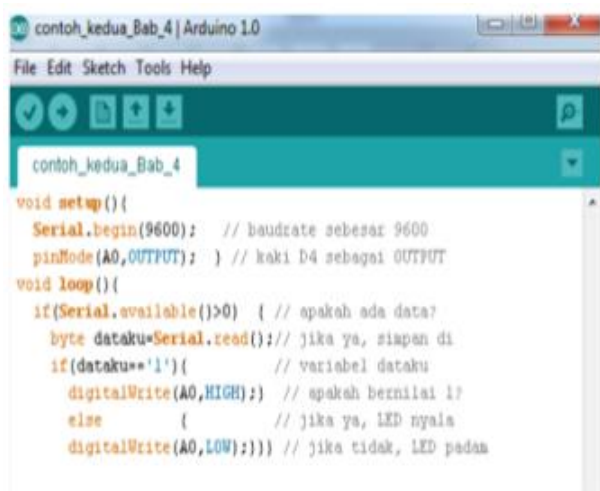 contoh_kedua_Bab_4 | Arduino 1.0
File Edit Sketch Tools Help
contoh_kedua_Bab_4
void setup(){
Serial.begin(9600); // baudrate sebesar 9600
pinMode(A0,OUTPUT); } // kaki D4 sebagai OUTPUT
void loop(){
if(Serial.available()>0) { // apakah ada data?
byte dataku=Serial.read();// jika ya, siapan di
if(dataku=='1'){ // variabel dataku
digitalWrite(A0,HIGH);} // apakah bernilai 1?
else { // jika ya, LED nyala
digitalWrite(A0,LOW);}}} // jika tidak, LED padam